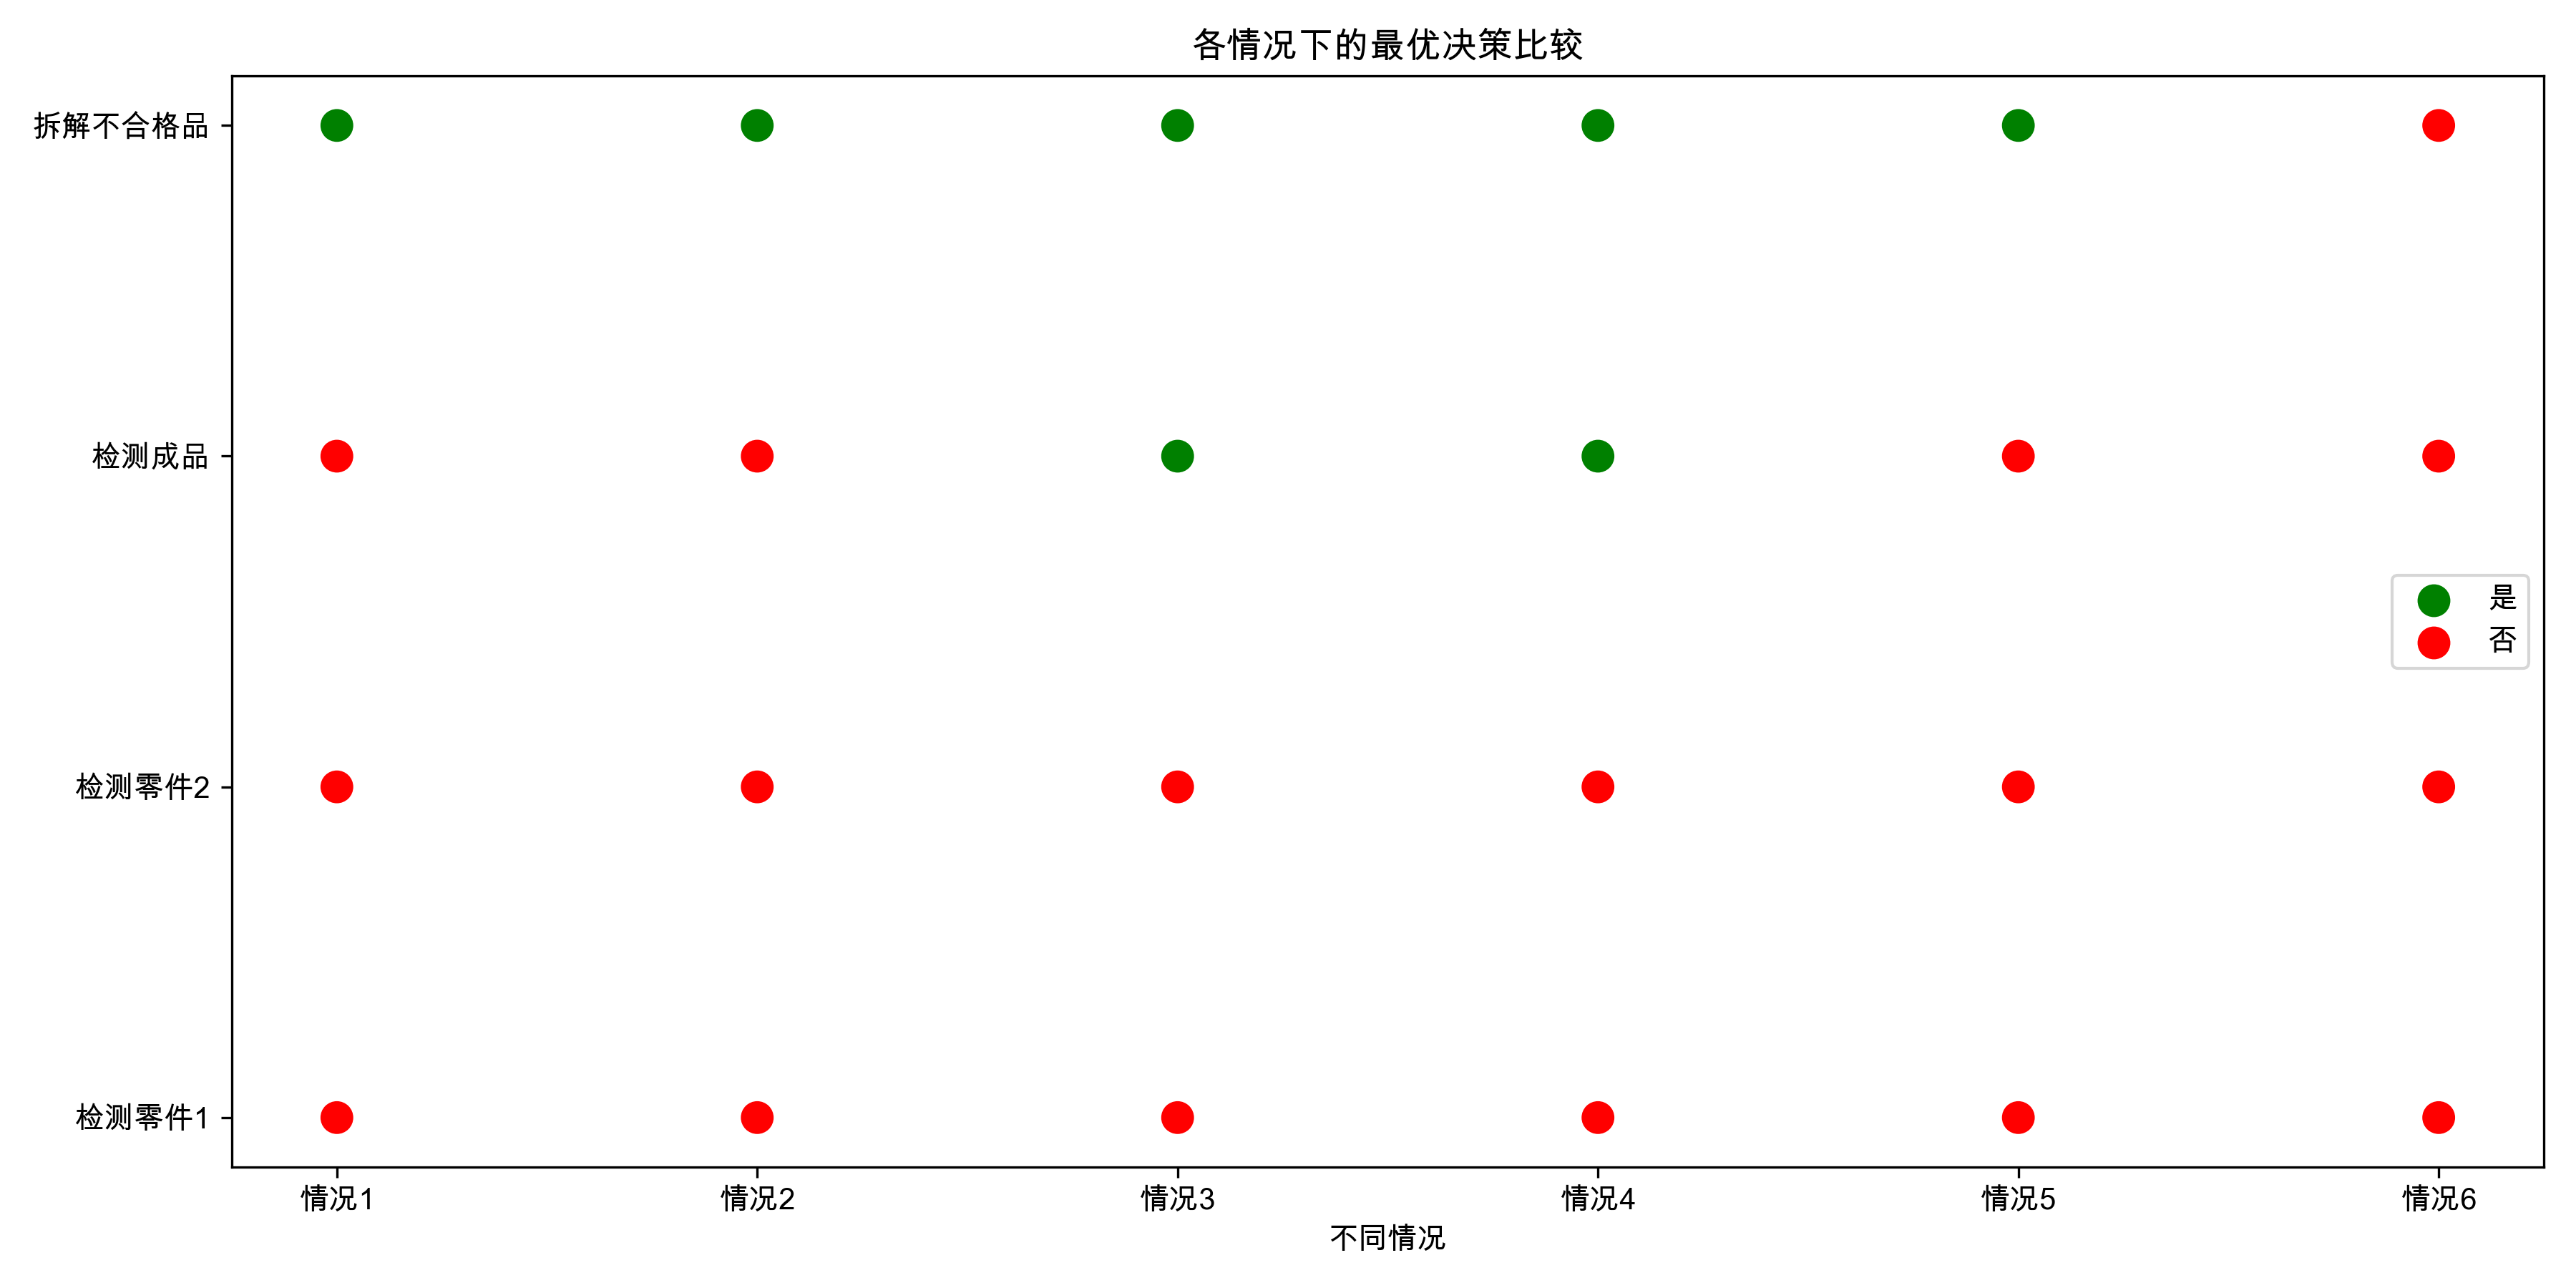 各情况下的最优决策比较
拆解不合格品
检测成品
检测零件2
检测零件1
是
否
情况1
情况2
情况3
情况4
情况5
情况6
不同情况